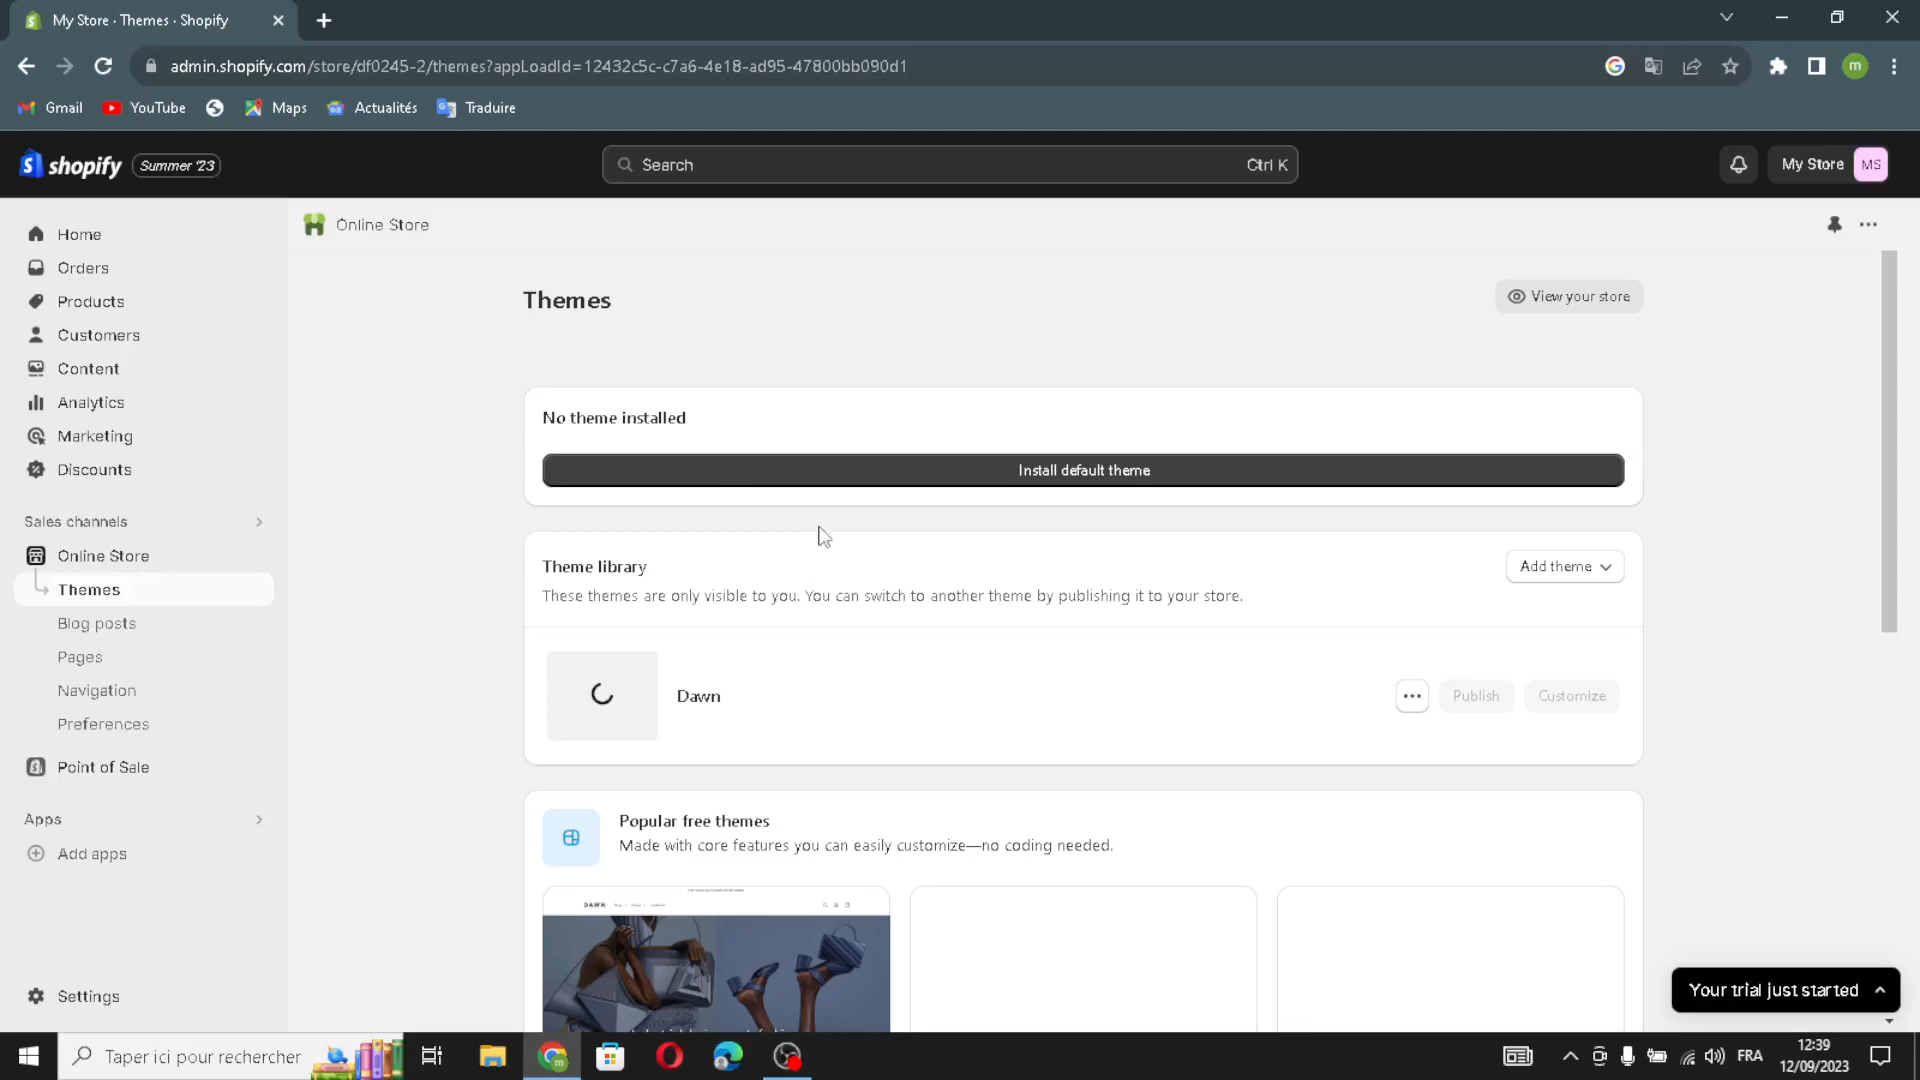 My Store · Themes · Shopify
admin.shopify.com/store/df0245-2/themes?appLoadId=12432c5c-c7a6-4e18-ad95-47800bb090d1
m
Gmail
YouTube
Maps
Actualités
Traduire
shopify
Summer '23
Search
Ctrl K
My Store
MS
Home
Orders
Products
Customers
Content
Analytics
Marketing
Discounts
Sales channels
Online Store
Themes
Blog posts
Pages
Navigation
Preferences
Point of Sale
Apps
Add apps
Settings
Online Store
Themes
View your store
No theme installed
Install default theme
Theme library
Add theme
These themes are only visible to you. You can switch to another theme by publishing it to your store.
Dawn
Publish
Customize
Popular free themes
Made with core features you can easily customize—no coding needed.
DAWN
Your trial just started
Taper ici pour rechercher
FRA
12:39
12/09/2023